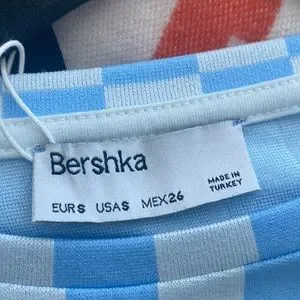 Bershka
MADE IN
TURKEY
EUR S USA S MEX 26